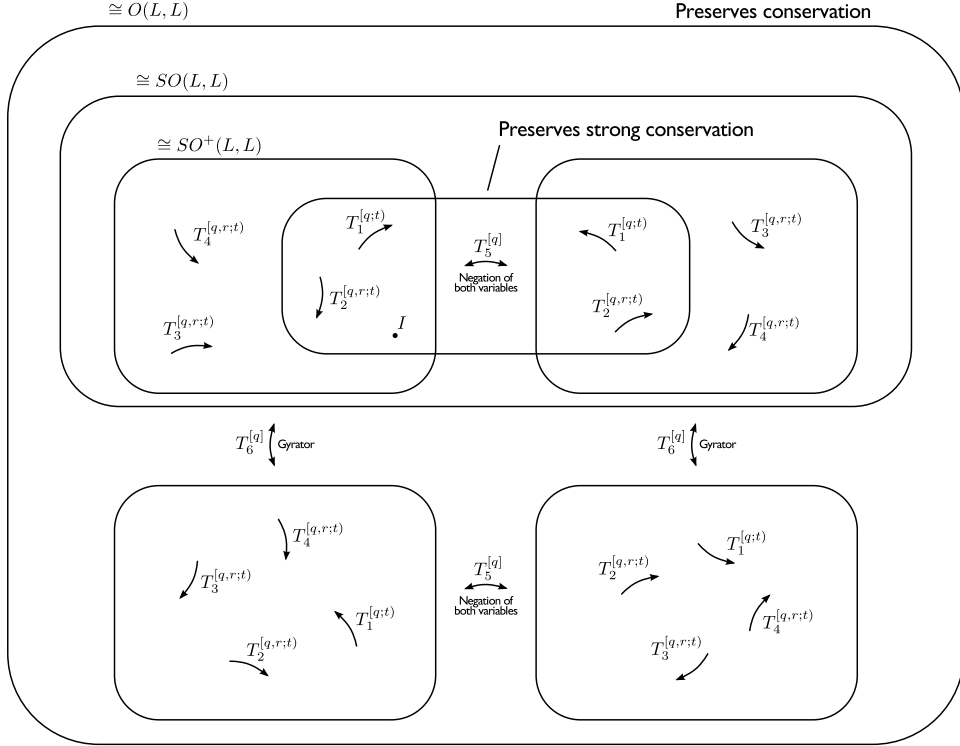 ≅ O(L, L)
Preserves conservation
≅ SO(L, L)
Preserves strong conservation
≅ SO⁺(L, L)
T₄^{[q,r;t)}
T₁^{[q;t)}
T₅^{[q]}
Negation of
both variables
T₁^{[q;t)}
T₃^{[q,r;t)}
T₂^{[q,r;t)}
T₃^{[q,r;t)}
I
T₂^{[q,r;t)}
T₄^{[q,r;t)}
T₆^{[q]}
Gyrator
T₆^{[q]}
Gyrator
T₄^{[q,r;t)}
T₃^{[q,r;t)}
T₁^{[q;t)}
T₂^{[q,r;t)}
T₅^{[q]}
Negation of
both variables
T₁^{[q;t)}
T₂^{[q,r;t)}
T₄^{[q,r;t)}
T₃^{[q,r;t)}